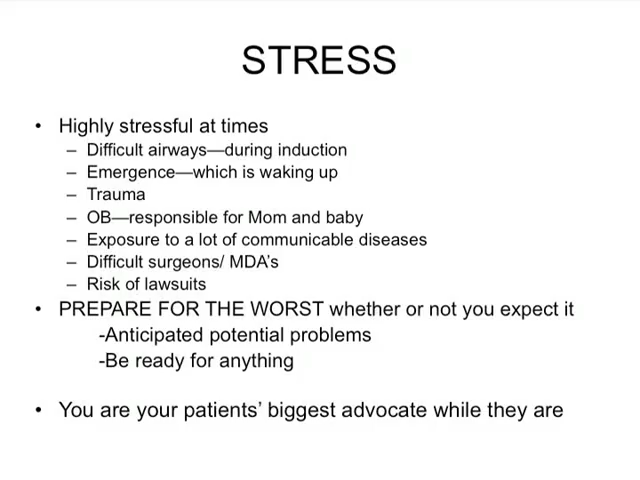 STRESS
• Highly stressful at times
– Difficult airways—during induction
– Emergence—which is waking up
– Trauma
– OB—responsible for Mom and baby
– Exposure to a lot of communicable diseases
– Difficult surgeons/ MDA's
– Risk of lawsuits
• PREPARE FOR THE WORST whether or not you expect it
-Anticipated potential problems
-Be ready for anything
• You are your patients' biggest advocate while they are